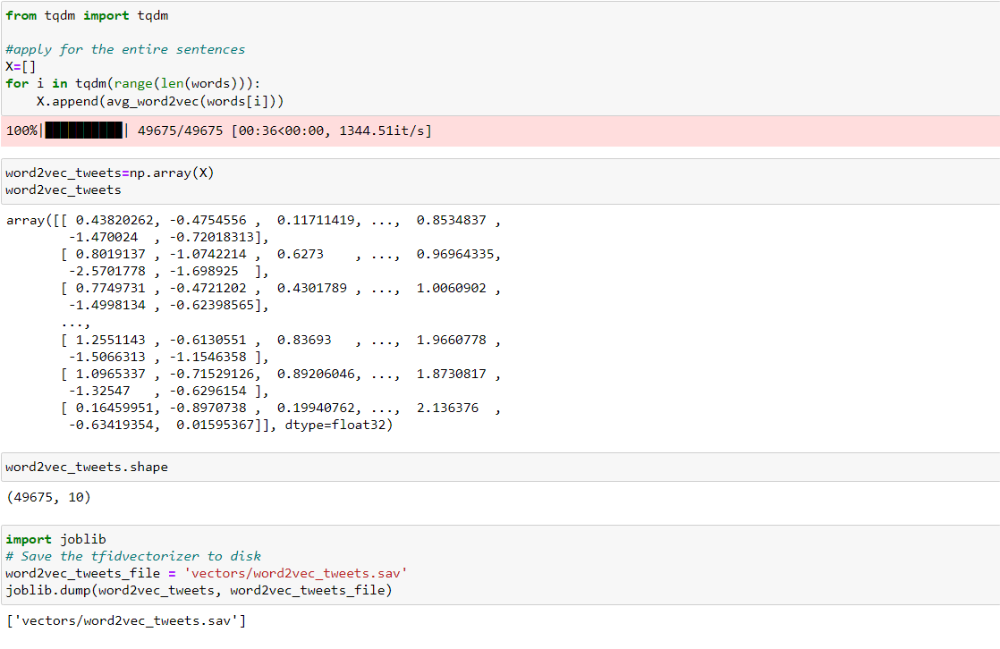 from tqdm import tqdm
#apply for the entire sentences
X=[]
for i in tqdm(range(len(words))):
    X.append(avg_word2vec(words[i]))
100%|██████████| 49675/49675 [00:36<00:00, 1344.51it/s]
word2vec_tweets=np.array(X)
word2vec_tweets
array([[ 0.43820262, -0.4754556 ,  0.11711419, ...,  0.8534837 ,
        -1.470024  , -0.72018313],
       [ 0.8019137 , -1.0742214 ,  0.6273    , ...,  0.96964335,
        -2.5701778 , -1.698925  ],
       [ 0.7749731 , -0.4721202 ,  0.4301789 , ...,  1.0060902 ,
        -1.4998134 , -0.62398565],
       ...,
       [ 1.2551143 , -0.6130551 ,  0.83693   , ...,  1.9660778 ,
        -1.5066313 , -1.1546358 ],
       [ 1.0965337 , -0.71529126,  0.89206046, ...,  1.8730817 ,
        -1.32547   , -0.6296154 ],
       [ 0.16459951, -0.8970738 ,  0.19940762, ...,  2.136376  ,
        -0.63419354,  0.01595367]], dtype=float32)
word2vec_tweets.shape
(49675, 10)
import joblib
# Save the tfidvectorizer to disk
word2vec_tweets_file = 'vectors/word2vec_tweets.sav'
joblib.dump(word2vec_tweets, word2vec_tweets_file)
['vectors/word2vec_tweets.sav']